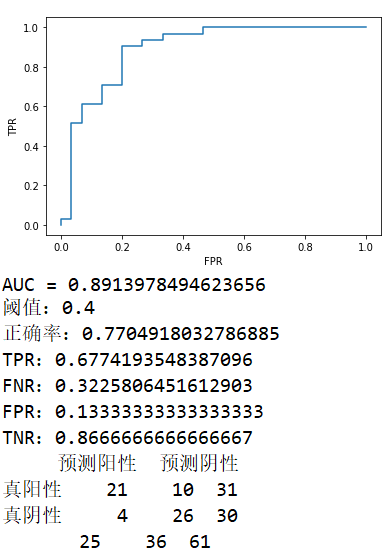 1.0
0.8
0.6
0.4
0.2
0.0
TPR
0.0 0.2 0.4 0.6 0.8 1.0
FPR
AUC = 0.8913978494623656
阈值：0.4
正确率：0.7704918032786885
TPR：0.6774193548387096
FNR：0.3225806451612903
FPR：0.13333333333333333
TNR：0.8666666666666667
预测阳性 预测阴性
真阳性 21 10 31
真阴性 4 26 30
25 36 61